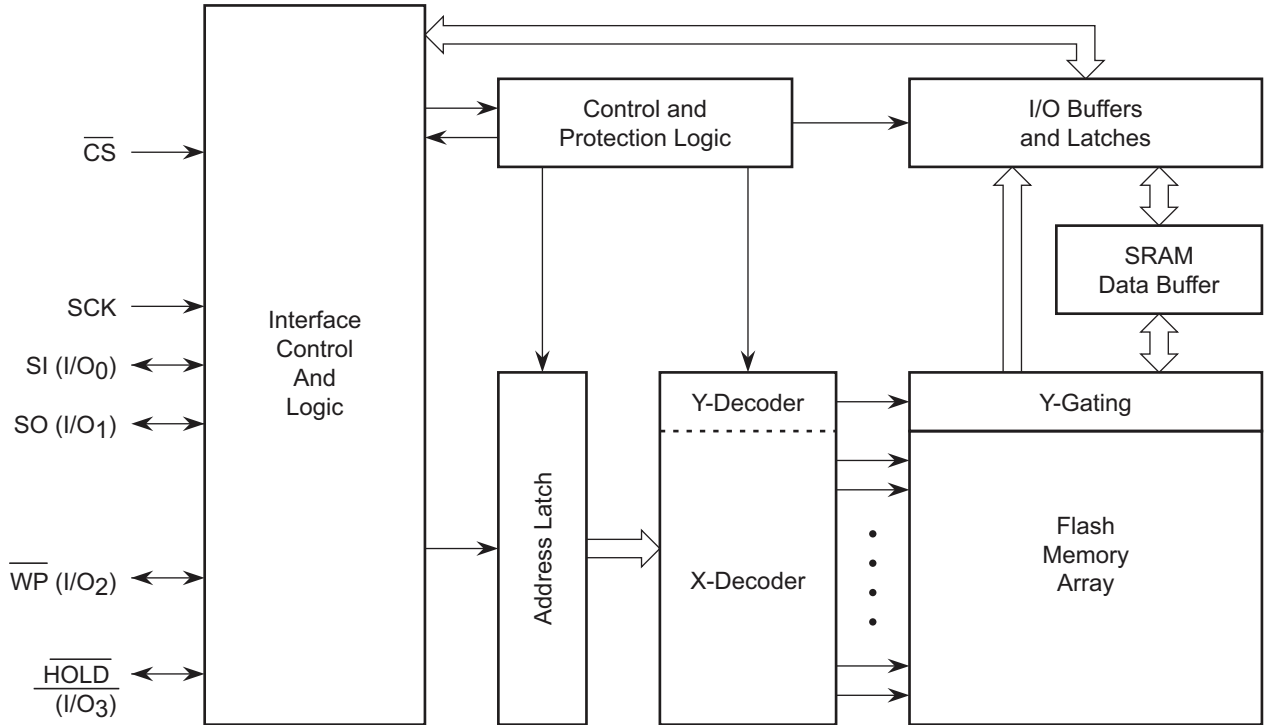 Interface
Control
And
Logic
CS
SCK
SI (I/O0)
SO (I/O1)
WP (I/O2)
HOLD
(I/O3)
Control and
Protection Logic
I/O Buffers
and Latches
SRAM
Data Buffer
Address Latch
Y-Decoder
X-Decoder
Y-Gating
Flash
Memory
Array